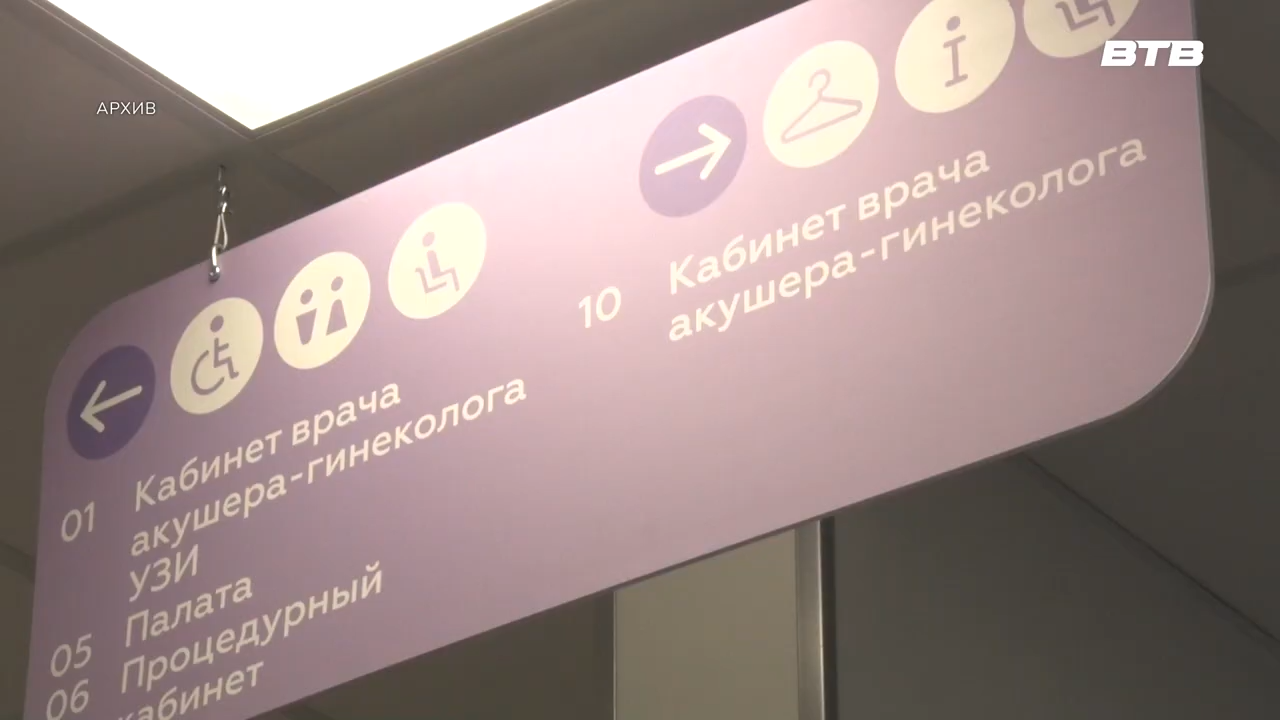 ВТВ
АРХИВ
10 Кабинет врача
акушера-гинеколога
01 Кабинет врача
акушера-гинеколога
УЗИ
05 Палата
06 Процедурный
кабинет